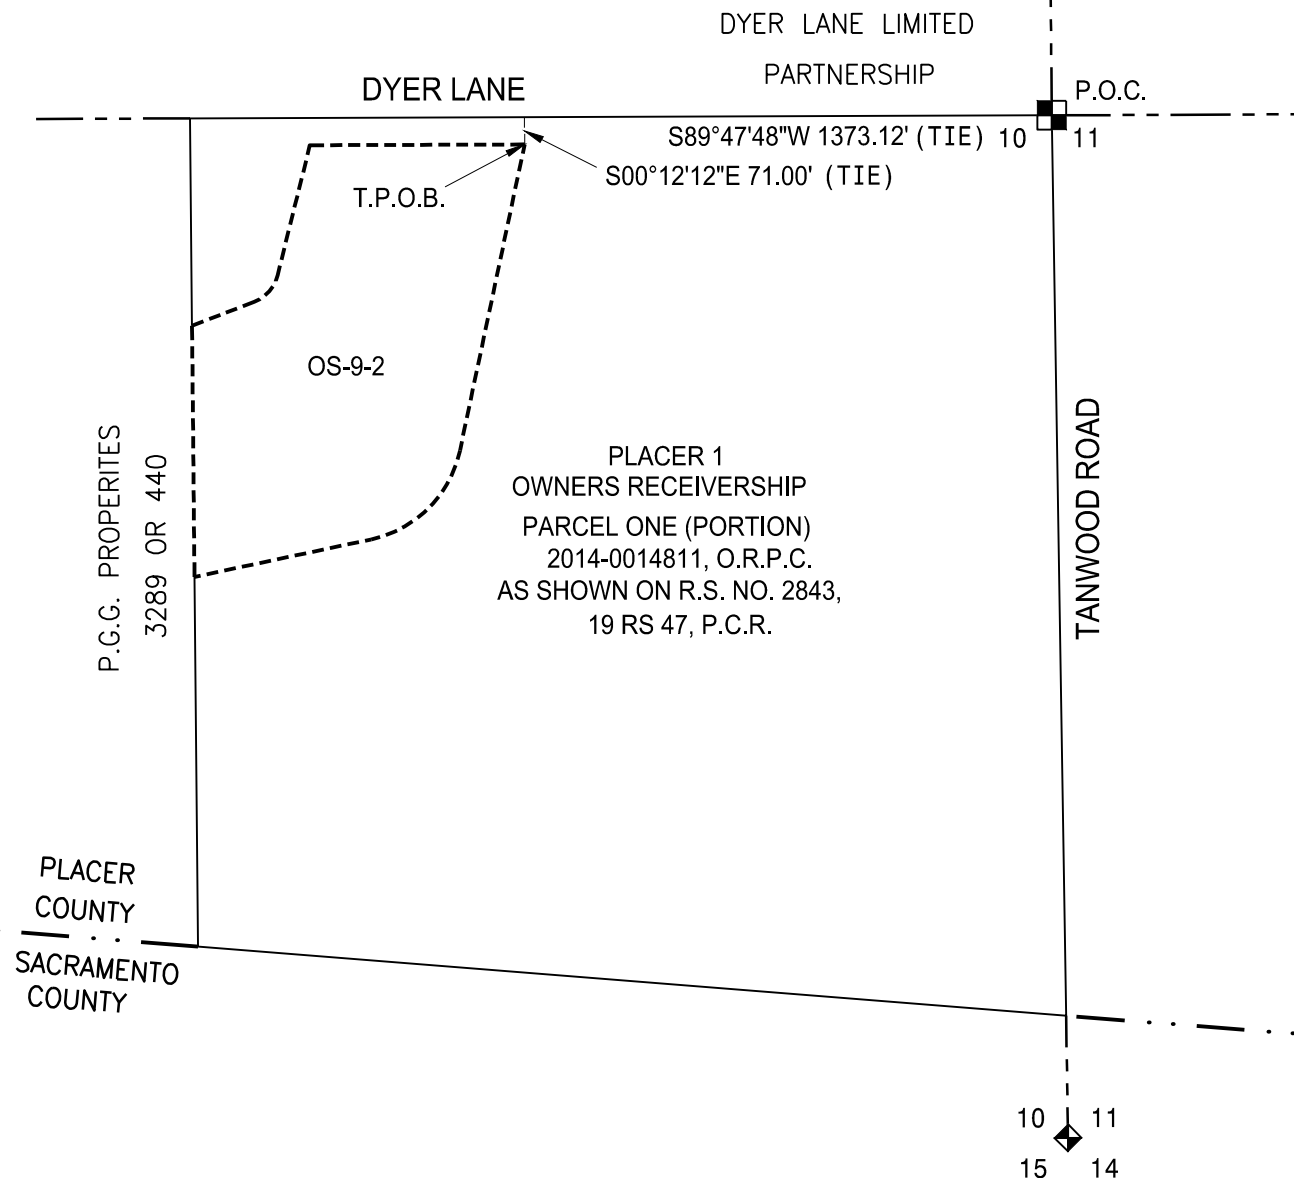 DYER LANE LIMITED
PARTNERSHIP
DYER LANE
P.O.C.
S89°47'48"W 1373.12' (TIE)
10
11
S00°12'12"E 71.00' (TIE)
T.P.O.B.
OS-9-2
P.G.G. PROPERITES
3289 OR 440
PLACER 1
OWNERS RECEIVERSHIP
PARCEL ONE (PORTION)
2014-0014811, O.R.P.C.
AS SHOWN ON R.S. NO. 2843,
19 RS 47, P.C.R.
TANWOOD ROAD
PLACER
COUNTY
SACRAMENTO
COUNTY
10
11
15
14